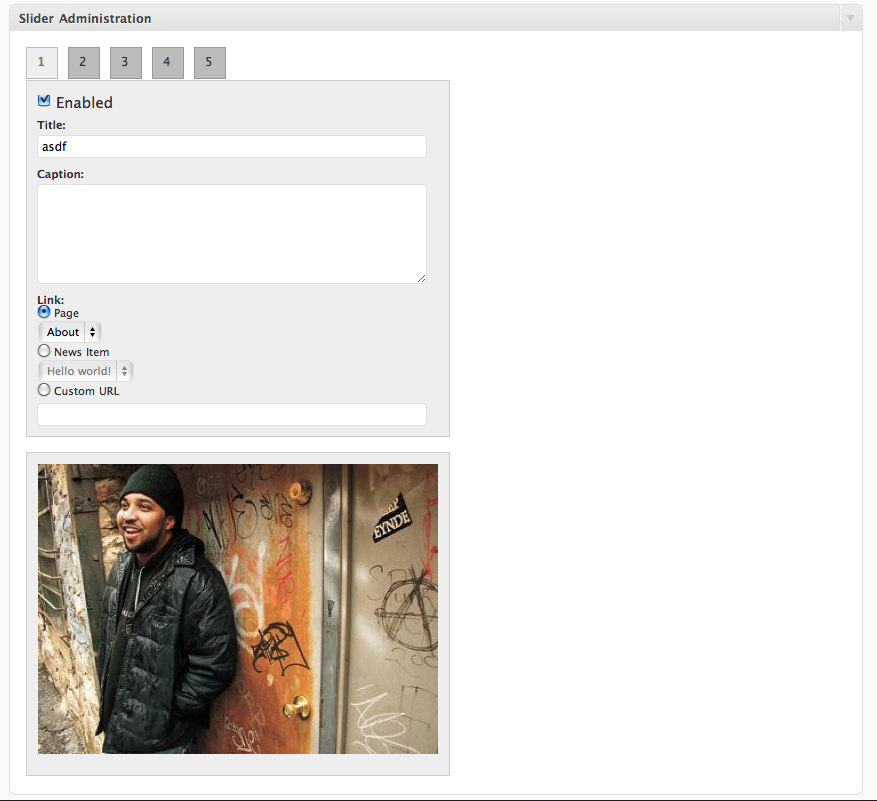 Slider Administration
1 2 3 4 5
Enabled
Title:
asdf
Caption:
Link:
Page
About
News Item
Hello world!
Custom URL
EYNDE